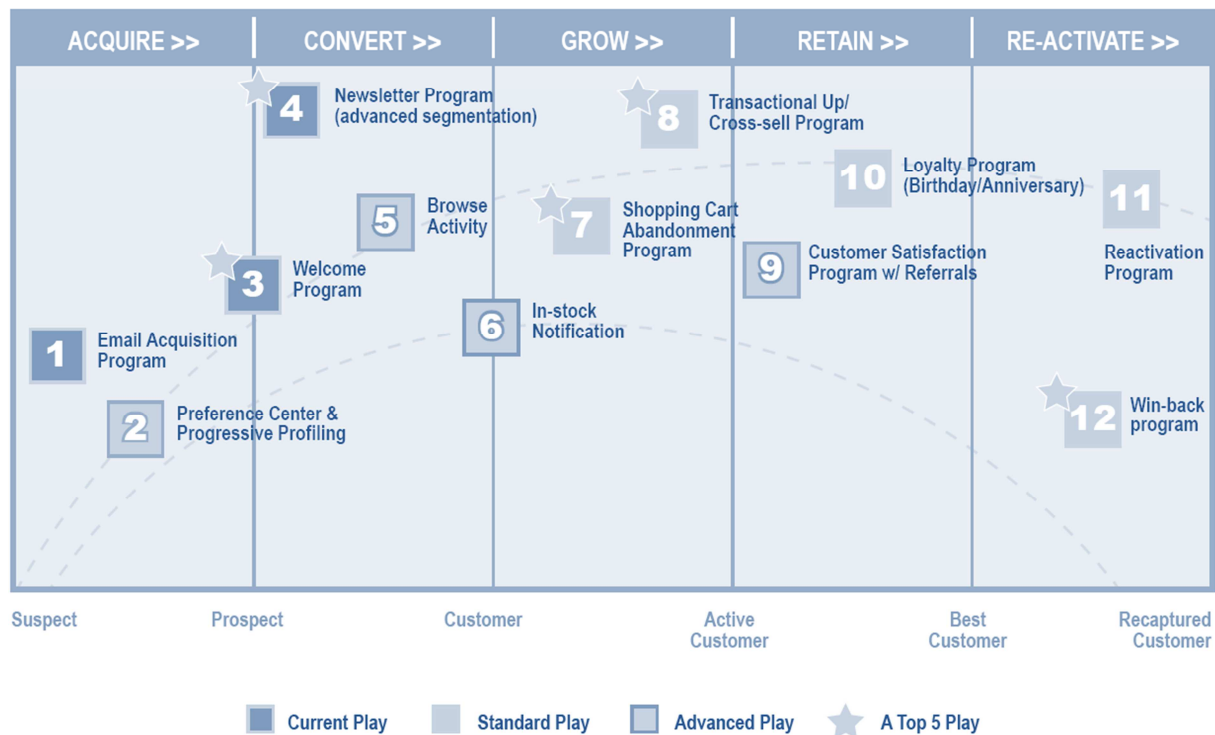 ACQUIRE >>
CONVERT >>
GROW >>
RETAIN >>
RE-ACTIVATE >>
4
Newsletter Program
(advanced segmentation)
8
Transactional Up/
Cross-sell Program
10
Loyalty Program
(Birthday/Anniversary)
11
Reactivation
Program
5
Browse
Activity
7
Shopping Cart
Abandonment
Program
3
Welcome
Program
9
Customer Satisfaction
Program w/ Referrals
6
In-stock
Notification
1
Email Acquisition
Program
2
Preference Center &
Progressive Profiling
12
Win-back
program
Suspect
Prospect
Customer
Active
Customer
Best
Customer
Recaptured
Customer
Current Play
Standard Play
Advanced Play
A Top 5 Play